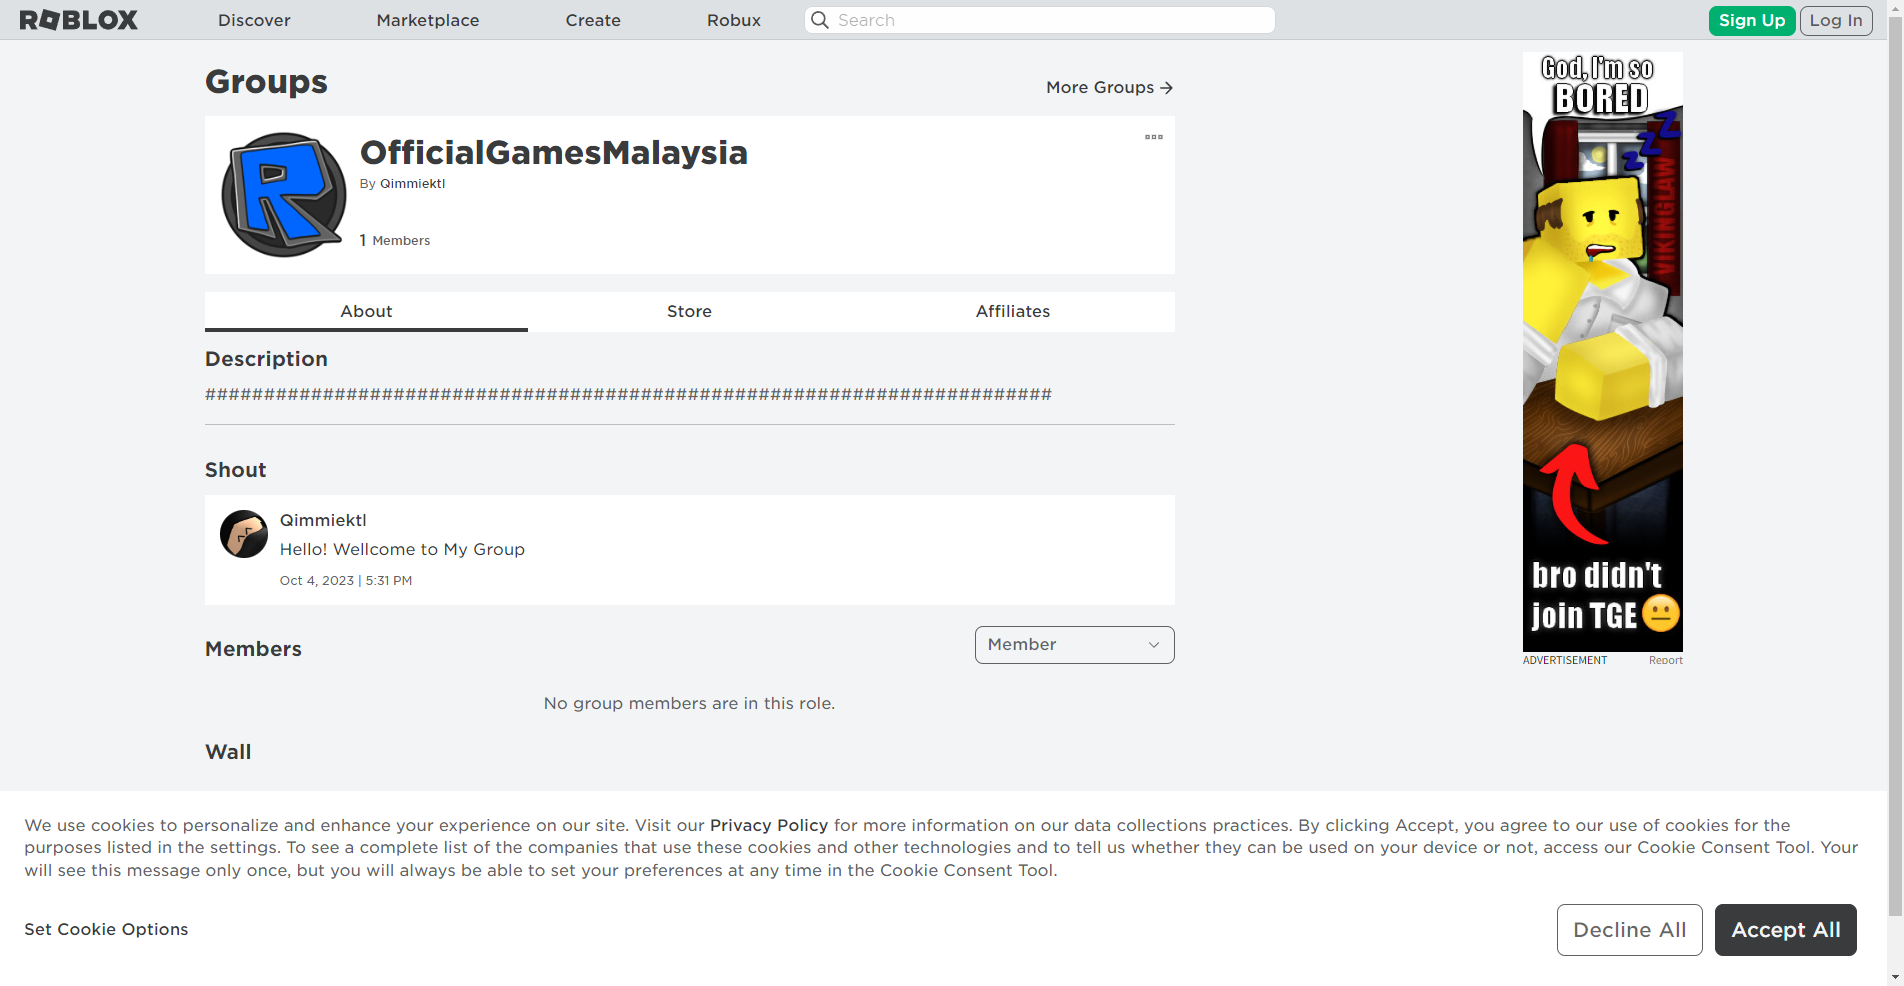 ROBLOX
Discover
Marketplace
Create
Robux
Search
Sign Up
Log In
Groups
More Groups →
OfficialGamesMalaysia
By Qimmiektl
1 Members
About
Store
Affiliates
Description
########################################################################
Shout
Qimmiektl
Hello! Wellcome to My Group
Oct 4, 2023 | 5:31 PM
Members
Member
No group members are in this role.
Wall
God, I'm so
BORED
zzz
VIKINGLAW
bro didn't
join TGE😐
ADVERTISEMENT
Report
We use cookies to personalize and enhance your experience on our site. Visit our Privacy Policy for more information on our data collections practices. By clicking Accept, you agree to our use of cookies for the
purposes listed in the settings. To see a complete list of the companies that use these cookies and other technologies and to tell us whether they can be used on your device or not, access our Cookie Consent Tool. Your
will see this message only once, but you will always be able to set your preferences at any time in the Cookie Consent Tool.
Set Cookie Options
Decline All
Accept All